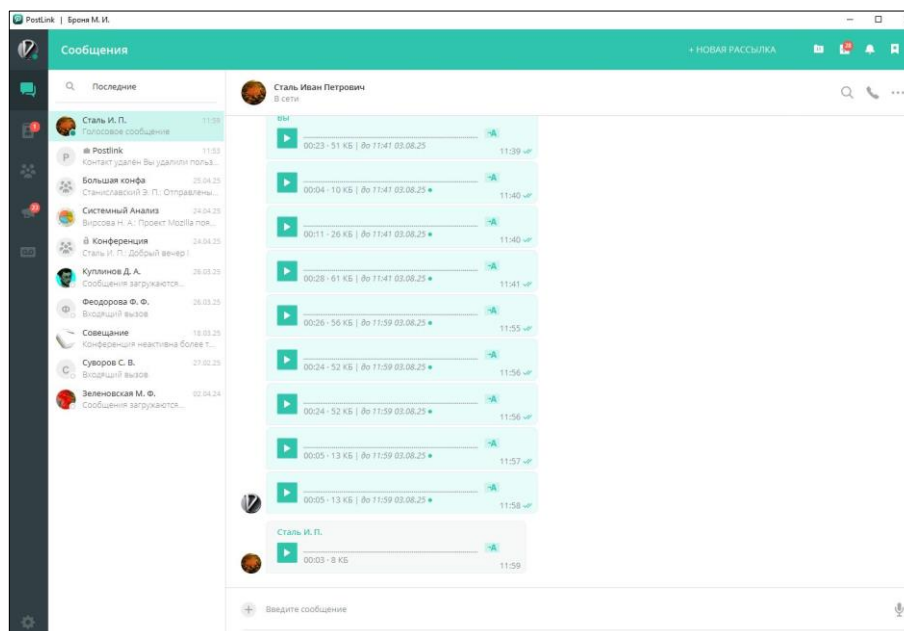 PostLink | Броня М. И.
Сообщения
+ НОВАЯ РАССЫЛКА
28
Последние
Сталь Иван Петрович
В сети
1
23
Сталь И. П. 11:59
Голосовое сообщение
P
Postlink 11:53
Контакт удалён Вы удалили польз...
Большая конфа 25.04.25
Станиславский Э. П.: Отправлены...
Системный Анализ 24.04.25
Вирсова Н. А.: Проект Mozilla поя...
Конференция 24.04.25
Сталь И. П.: Добрый вечер !
Куплинов Д. А. 26.03.25
Сообщения загружаются...
Ф
Феодорова Ф. Ф. 26.03.25
Входящий вызов
Совещание 18.03.25
Конференция неактивна более т...
С
Суворов С. В. 27.02.25
Входящий вызов
Зеленовская М. Ф. 02.04.24
Сообщения загружаются...
Вы
A
00:23 - 51 КБ | до 11:41 03.08.25
11:39
A
00:04 - 10 КБ | до 11:41 03.08.25
11:40
A
00:11 - 26 КБ | до 11:41 03.08.25
11:40
A
00:28 - 61 КБ | до 11:41 03.08.25
11:41
A
00:26 - 56 КБ | до 11:59 03.08.25
11:55
A
00:24 - 52 КБ | до 11:59 03.08.25
11:56
A
00:24 - 52 КБ | до 11:59 03.08.25
11:56
A
00:05 - 13 КБ | до 11:59 03.08.25
11:57
A
00:05 - 13 КБ | до 11:59 03.08.25
11:58
Сталь И. П.
A
00:03 - 8 КБ
11:59
Введите сообщение